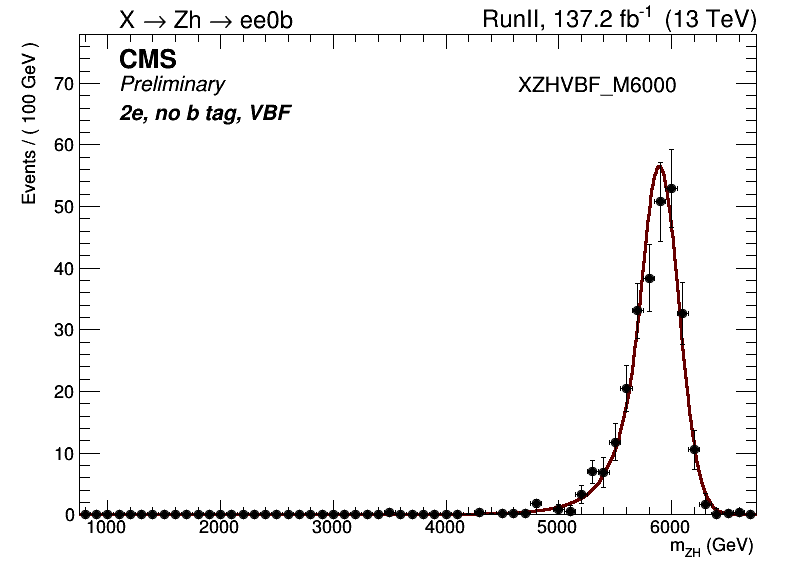 X → Zh → ee0b
RunII, 137.2 fb⁻¹ (13 TeV)
CMS
Preliminary
2e, no b tag, VBF
XZHVBF_M6000
Events / ( 100 GeV )
70
60
50
40
30
20
10
0
1000 2000 3000 4000 5000 6000
m_ZH (GeV)